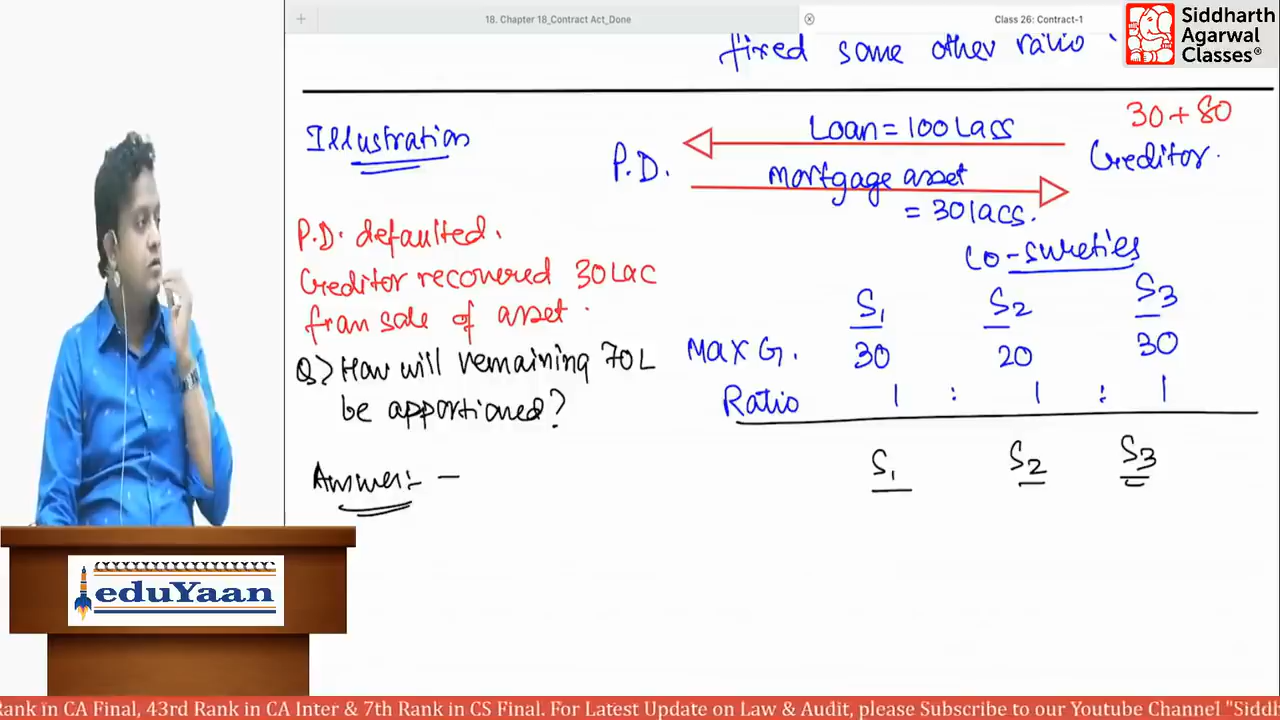 18. Chapter 18_Contract Act_Done
Class 26: Contract-1
Siddharth
Agarwal
Classes®
fixed some other ratio
Illustration
P.D.
Loan = 100 Lacs
30 + 80
Creditor.
mortgage asset
= 30 lacs.
P.D. defaulted.
Creditor recovered 30 Lac
from sale of asset.
Q> How will remaining 70L
be apportioned?
Co-sureties
S1 S2 S3
Max G. 30 20 30
Ratio 1 : 1 : 1
Answer: –
S1 S2 S3
eduYaan
Rank in CA Final, 43rd Rank in CA Inter & 7th Rank in CS Final. For Latest Update on Law & Audit, please Subscribe to our Youtube Channel "Siddh